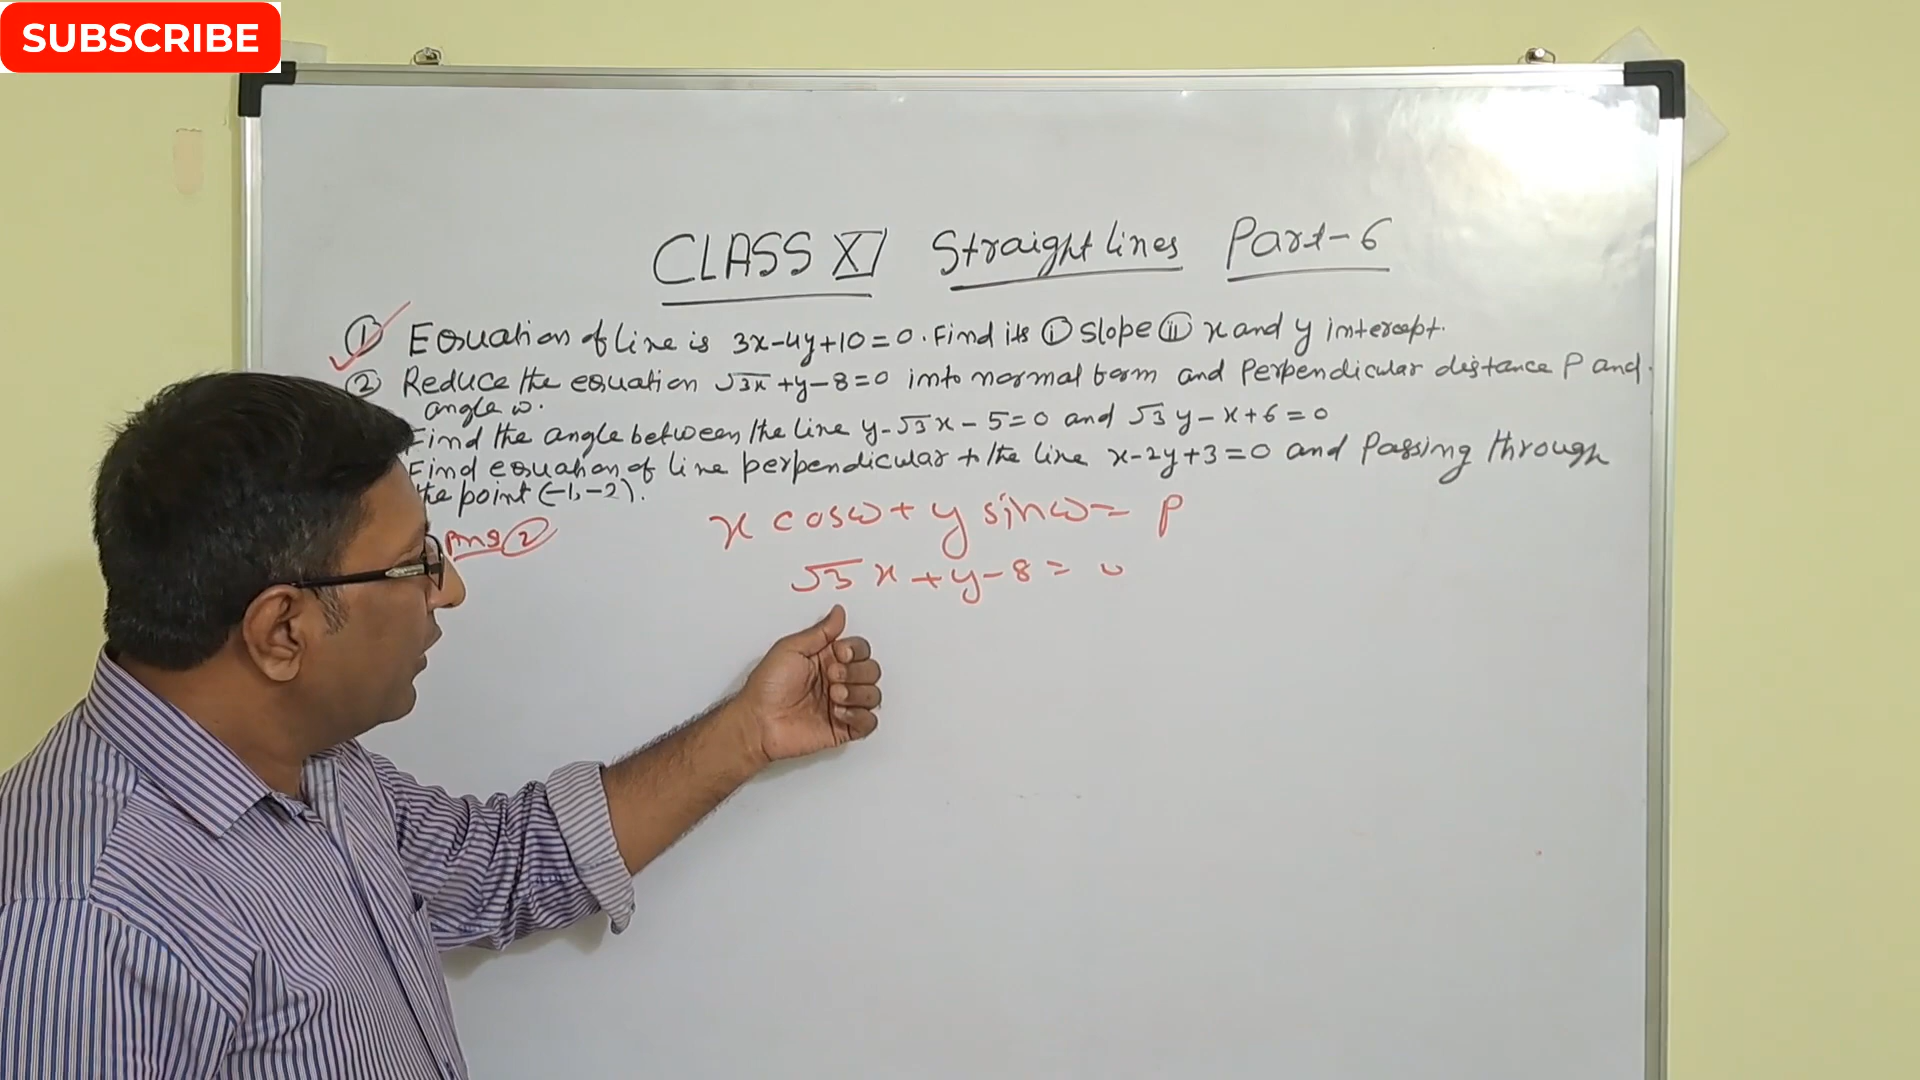 SUBSCRIBE
CLASS XI Straight lines Part-6
① Equation of line is 3x-4y+10=0. Find its ⓘ slope ⓘⓘ x and y intercept.
② Reduce the equation √3x+y-8=0 into normal form and perpendicular distance P and
angle ω.
Find the angle between the line y-√3x-5=0 and √3y-x+6=0
Find equation of line perpendicular to the line x-2y+3=0 and passing through
the point (-1,-2).
Ans ②
x cosω + y sinω = P
√3x+y-8=0